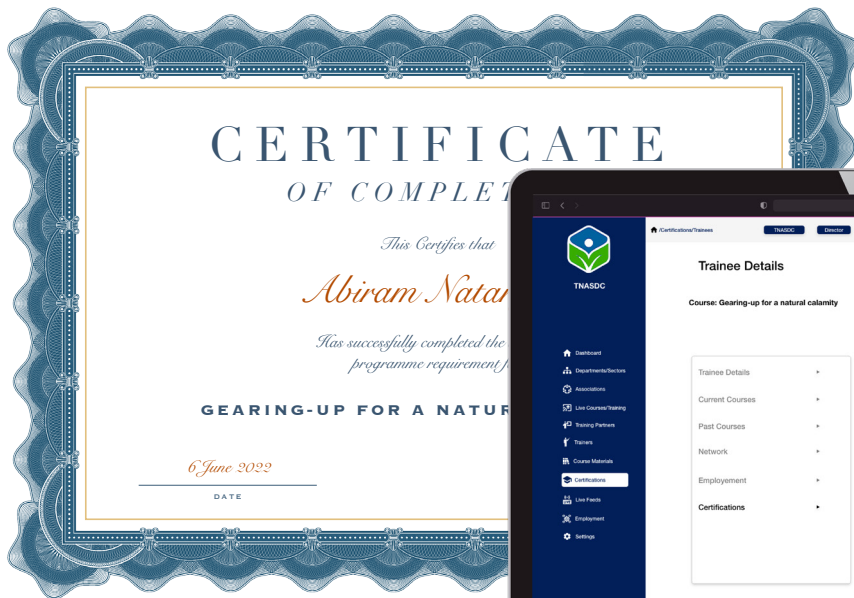 CERTIFICATE
OF COMPLET
This Certifies that
Abiram Natar
Has successfully completed the
programme requirement f
GEARING-UP FOR A NATUR
6 June 2022
DATE
TNASDC
Dashboard
Departments/Sectors
Associations
Live Courses/Training
Training Partners
Trainers
Course Materials
Certifications
Live Feeds
Employment
Settings
/Certifications/Trainees
TNASDC
Director
Trainee Details
Course: Gearing-up for a natural calamity
Trainee Details
Current Courses
Past Courses
Network
Employement
Certifications